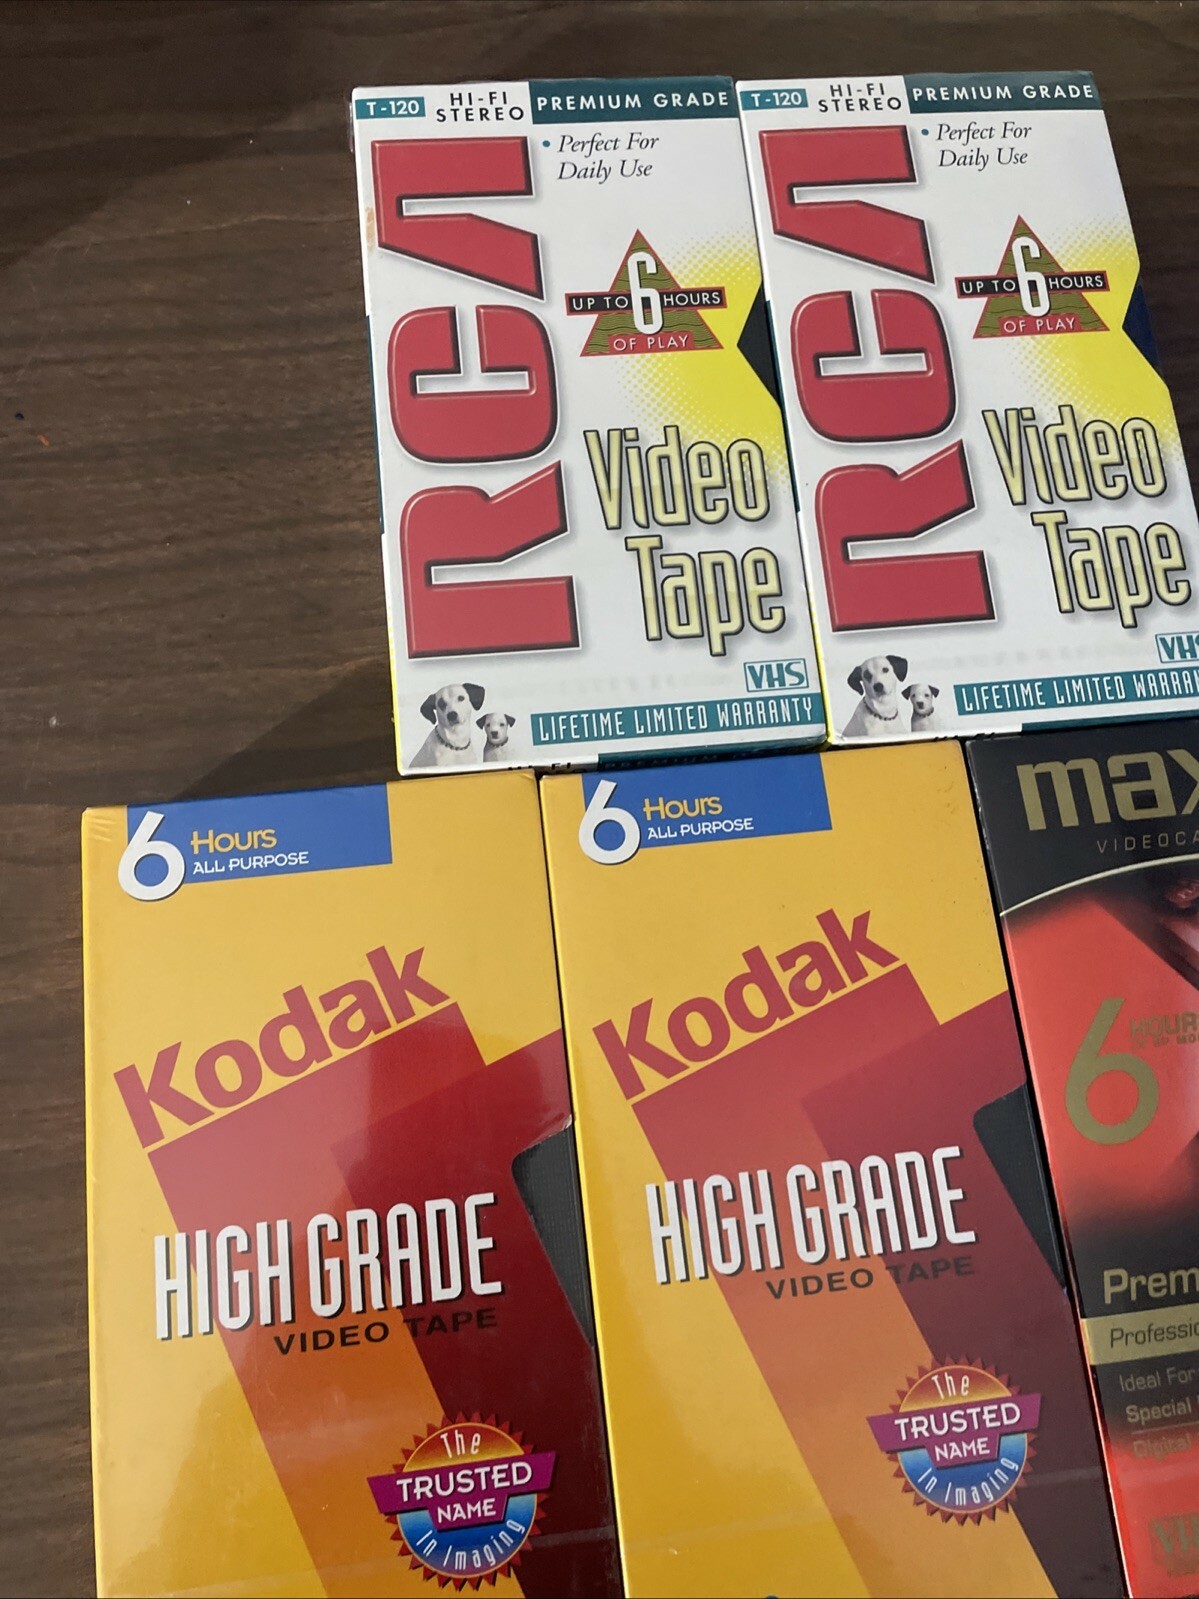 T-120
HI-FI
STEREO
PREMIUM GRADE
• Perfect For
Daily Use
RCA
UP TO 6 HOURS
OF PLAY
Video
Tape
VHS
LIFETIME LIMITED WARRANTY
T-120
HI-FI
STEREO
PREMIUM GRADE
• Perfect For
Daily Use
RCA
UP TO 6 HOURS
OF PLAY
Video
Tape
VHS
LIFETIME LIMITED
6 Hours
ALL PURPOSE
Kodak
HIGH GRADE
VIDEO TAPE
The
TRUSTED
NAME
In Imaging
6 Hours
ALL PURPOSE
Kodak
HIGH GRADE
VIDEO TAPE
The
TRUSTED
NAME
In Imaging
max
VIDEOCA
6 HOUR
Prem
Professio
Ideal For
Special
Digital